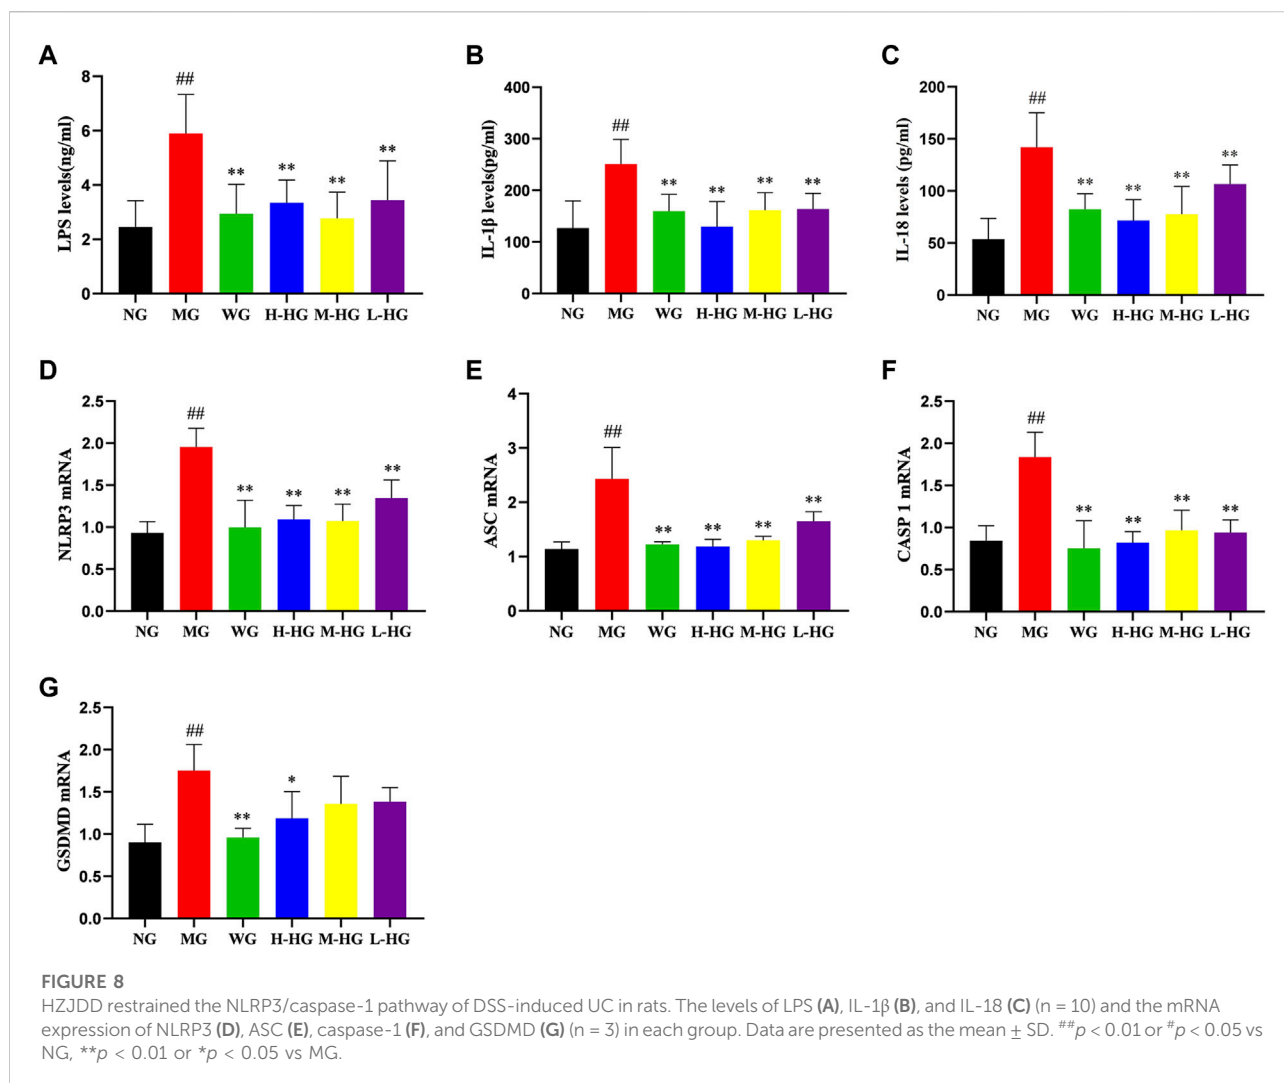 A
LPS levels(ng/ml)
8
6
4
2
0
##
**
**
**
**
NG MG WG H-HG M-HG L-HG
B
IL-1β levels(pg/ml)
400
300
200
100
0
##
**
**
**
**
NG MG WG H-HG M-HG L-HG
C
IL-18 levels (pg/ml)
200
150
100
50
0
##
**
**
**
**
NG MG WG H-HG M-HG L-HG
D
NLRP3 mRNA
2.5
2.0
1.5
1.0
0.5
0.0
##
**
**
**
**
NG MG WG H-HG M-HG L-HG
E
ASC mRNA
4
3
2
1
0
##
**
**
**
**
NG MG WG H-HG M-HG L-HG
F
CASP 1 mRNA
2.5
2.0
1.5
1.0
0.5
0.0
##
**
**
**
**
NG MG WG H-HG M-HG L-HG
G
GSDMD mRNA
2.5
2.0
1.5
1.0
0.5
0.0
##
**
*
NG MG WG H-HG M-HG L-HG
FIGURE 8
HZJDD restrained the NLRP3/caspase-1 pathway of DSS-induced UC in rats. The levels of LPS (A), IL-1β (B), and IL-18 (C) (n = 10) and the mRNA
expression of NLRP3 (D), ASC (E), caspase-1 (F), and GSDMD (G) (n = 3) in each group. Data are presented as the mean ± SD. ##p < 0.01 or #p < 0.05 vs
NG, **p < 0.01 or *p < 0.05 vs MG.